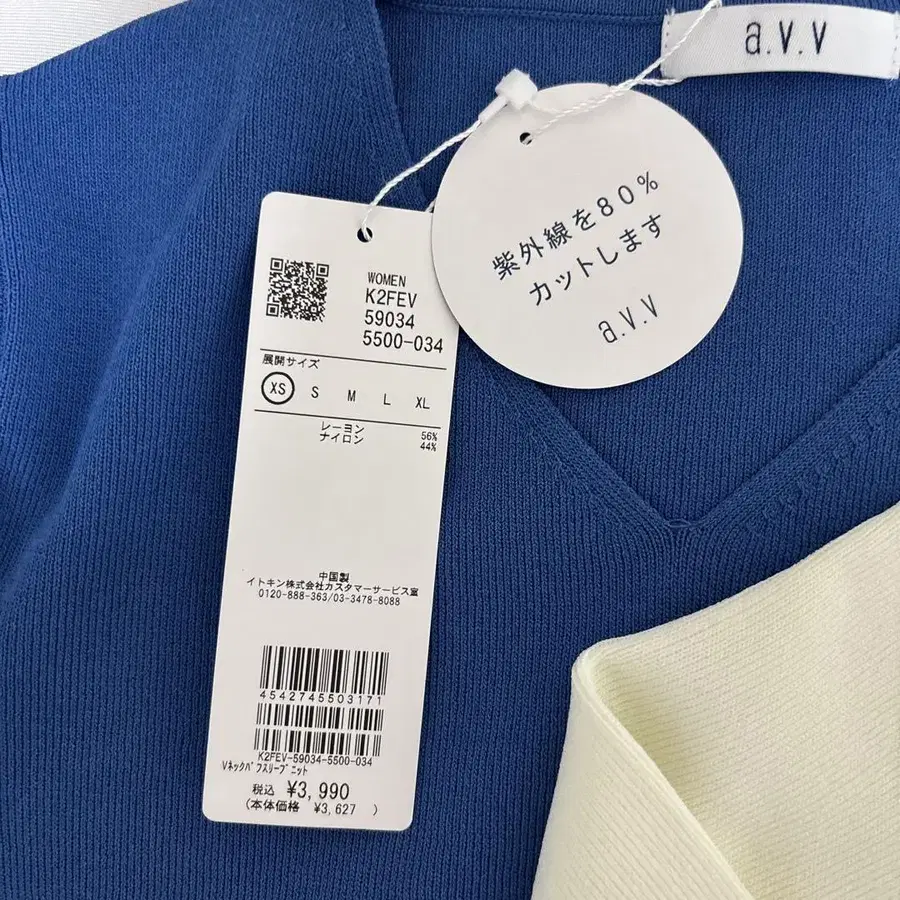 a.v.v
紫外線を80%
カットします
a.v.v
WOMEN
K2FEV
59034
5500-034
展開サイズ
XS S M L XL
レーヨン 56%
ナイロン 44%
中国製
イトキン株式会社カスタマーサービス室
0120-888-363/03-3478-8088
4542745503171
K2FEV-59034-5500-034
Vネックパフスリーブニット
税込 ¥3,990
(本体価格 ¥3,627 )